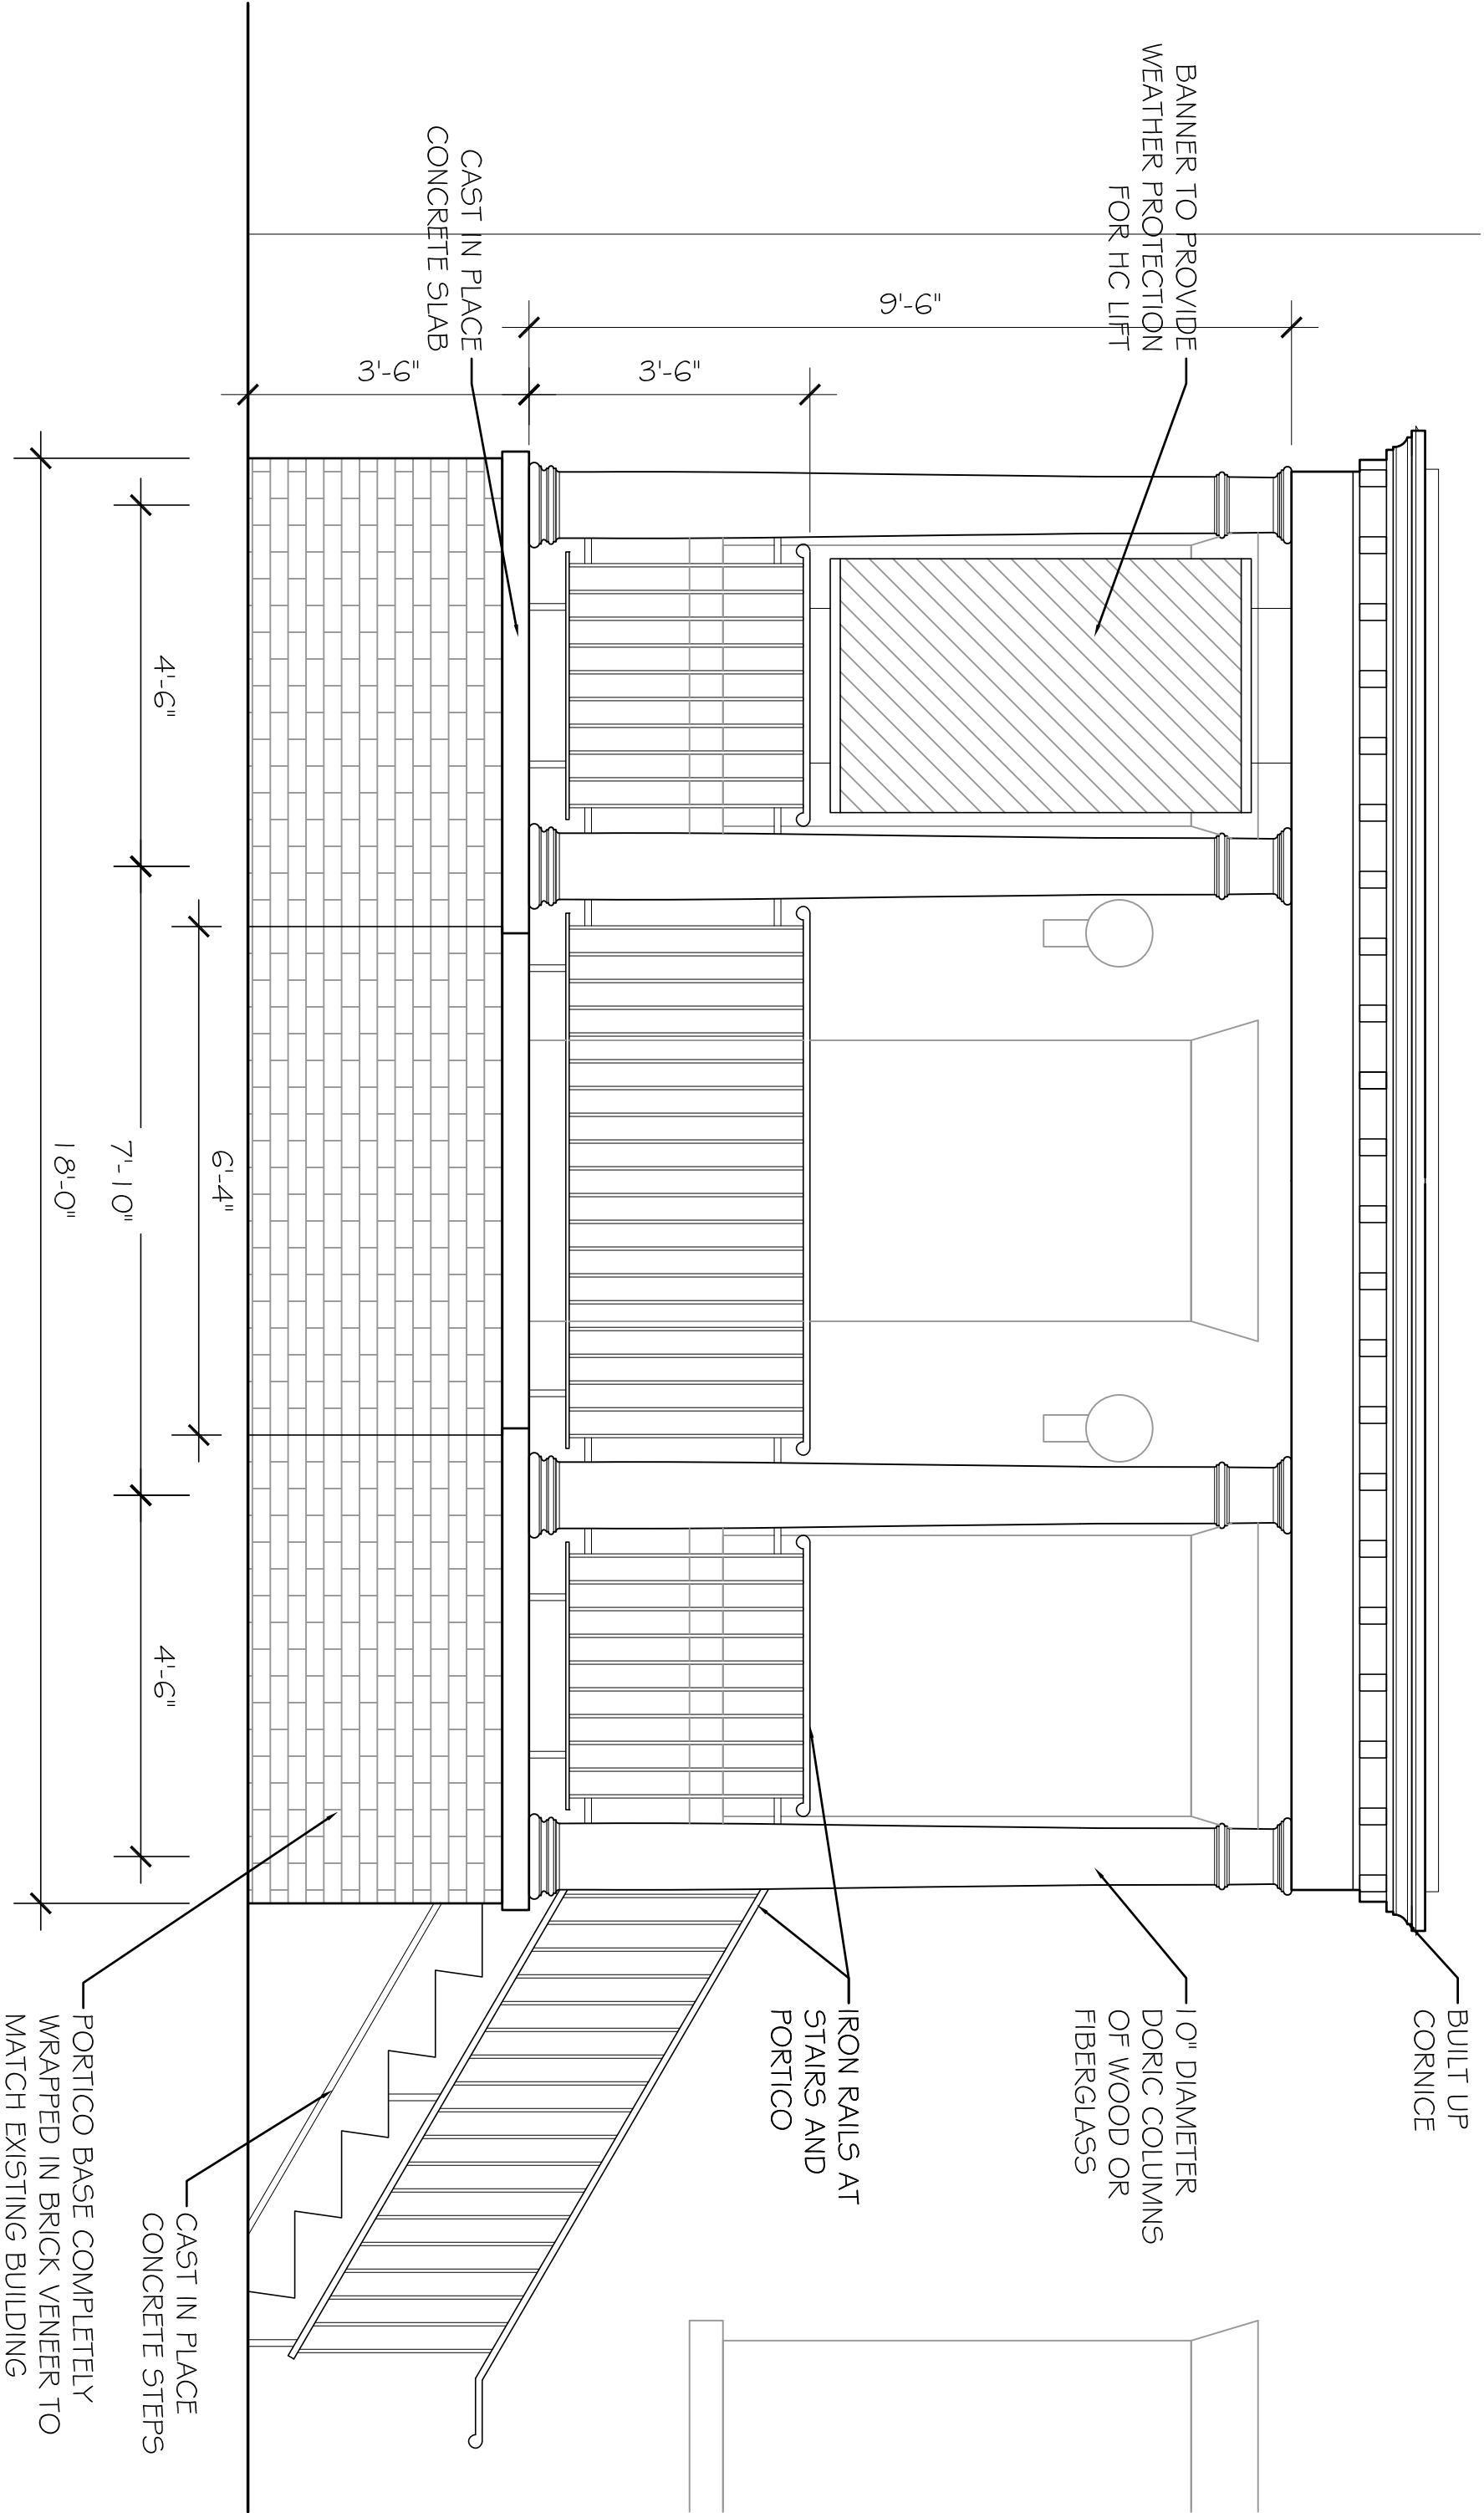 BUILT UP
CORNICE
BANNER TO PROVIDE
WEATHER PROTECTION
FOR HC LIFT
10" DIAMETER
DORIC COLUMNS
OF WOOD OR
FIBERGLASS
9'-6"
3'-6"
IRON RAILS AT
STAIRS AND
PORTICO
CAST IN PLACE
CONCRETE SLAB
3'-6"
6'-4"
4'-6"
7'-10"
4'-6"
18'-0"
CAST IN PLACE
CONCRETE STEPS
PORTICO BASE COMPLETELY
WRAPPED IN BRICK VENEER TO
MATCH EXISTING BUILDING